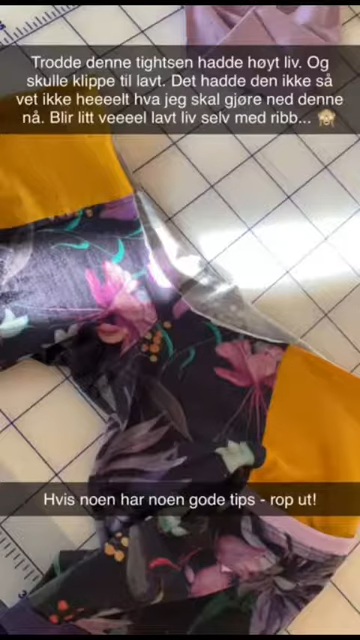 Trodde denne tightsen hadde høyt liv. Og
skulle klippe til lavt. Det hadde den ikke så
vet ikke heeeelt hva jeg skal gjøre ned denne
nå. Blir litt veeeel lavt liv selv med ribb... 🙈
Hvis noen har noen gode tips - rop ut!